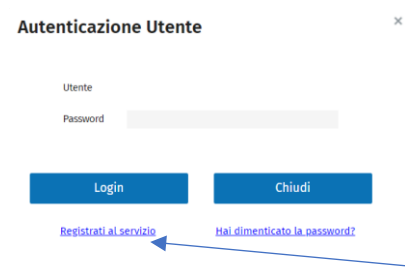 Autenticazione Utente
×
Utente
Password
Login
Chiudi
Registrati al servizio
Hai dimenticato la password?